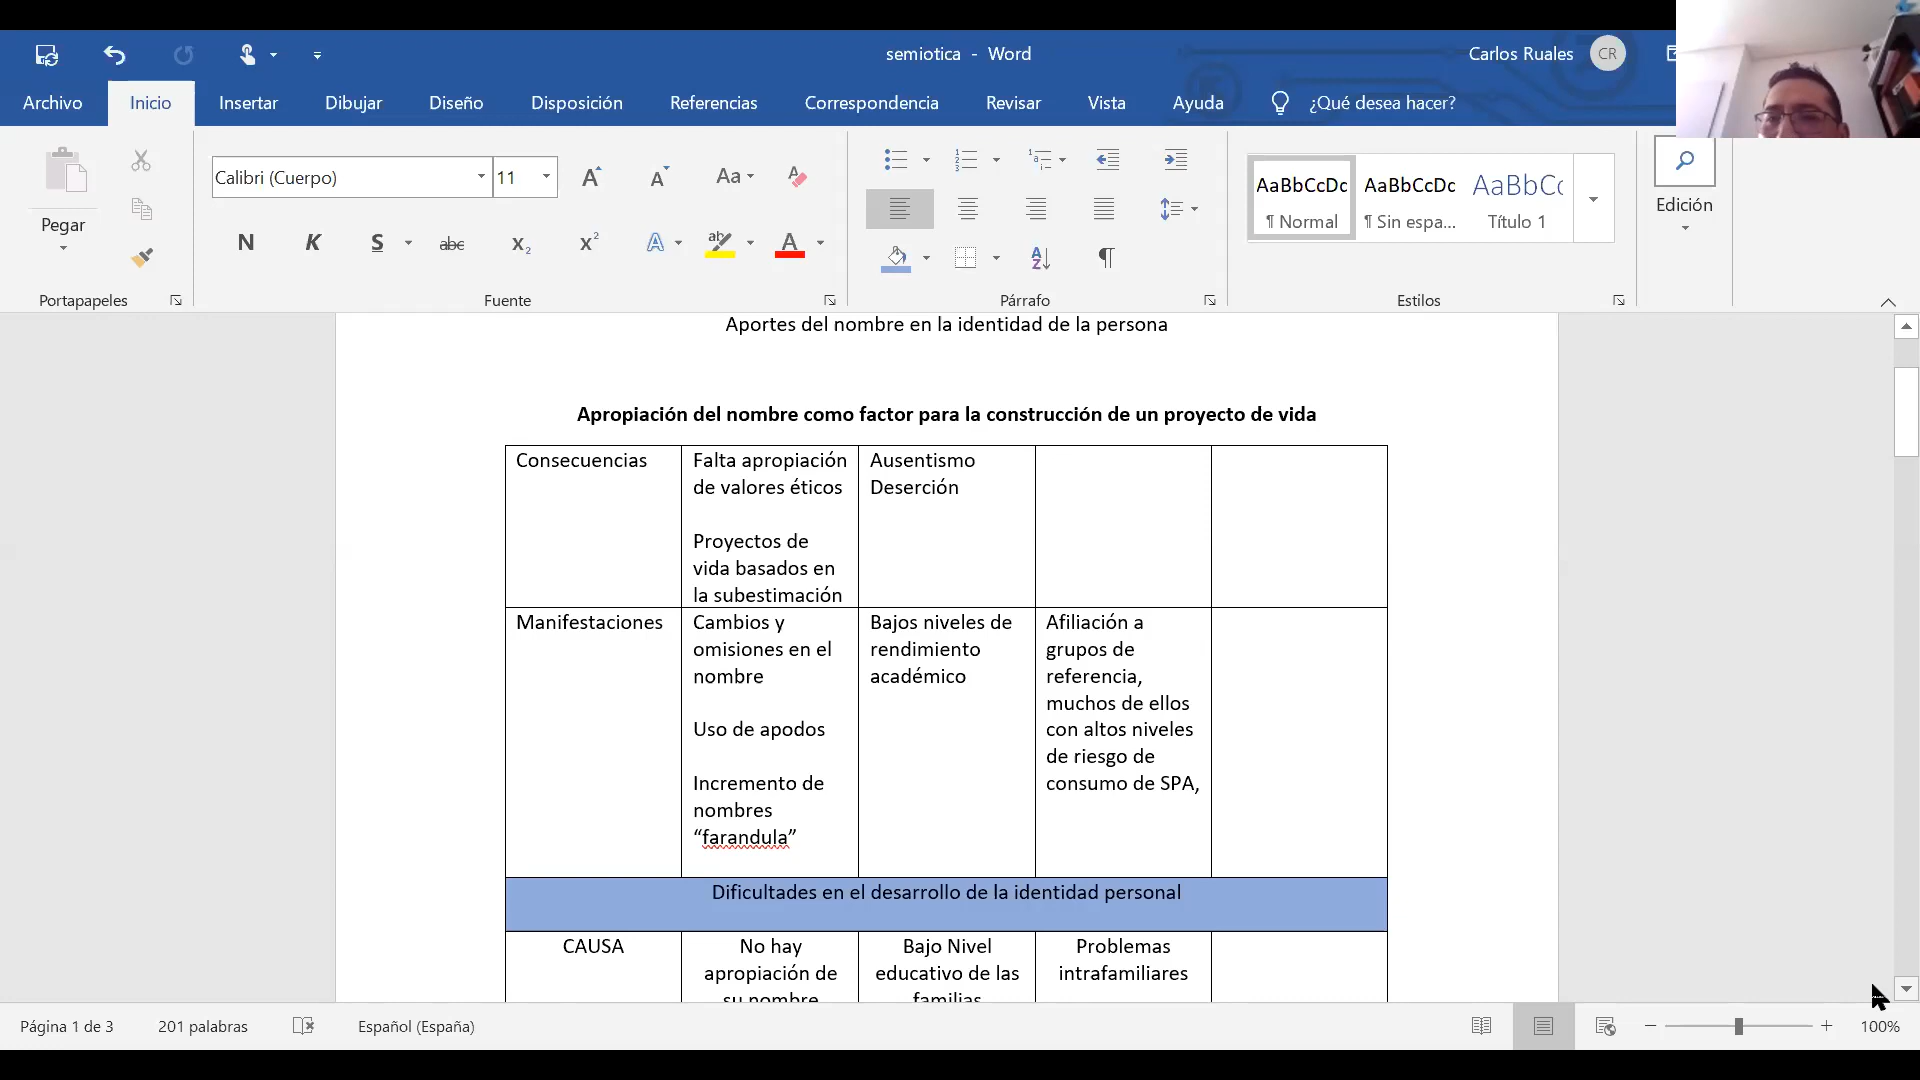 semiotica - Word
Carlos Ruales
CR
Archivo
Inicio
Insertar
Dibujar
Diseño
Disposición
Referencias
Correspondencia
Revisar
Vista
Ayuda
¿Qué desea hacer?
Pegar
Portapapeles
Calibri (Cuerpo)
11
Aa
N K S abc x₂ x²
Fuente
Párrafo
AaBbCcDc
¶ Normal
AaBbCcDc
¶ Sin espa...
AaBbCc
Título 1
Estilos
Edición
Aportes del nombre en la identidad de la persona
Apropiación del nombre como factor para la construcción de un proyecto de vida
Consecuencias
Falta apropiación
de valores éticos
Proyectos de
vida basados en
la subestimación
Ausentismo
Deserción
Manifestaciones
Cambios y
omisiones en el
nombre
Uso de apodos
Incremento de
nombres
“farandula”
Bajos niveles de
rendimiento
académico
Afiliación a
grupos de
referencia,
muchos de ellos
con altos niveles
de riesgo de
consumo de SPA,
Dificultades en el desarrollo de la identidad personal
CAUSA
No hay
apropiación de
su nombre
Bajo Nivel
educativo de las
familias
Problemas
intrafamiliares
Página 1 de 3
201 palabras
Español (España)
100%